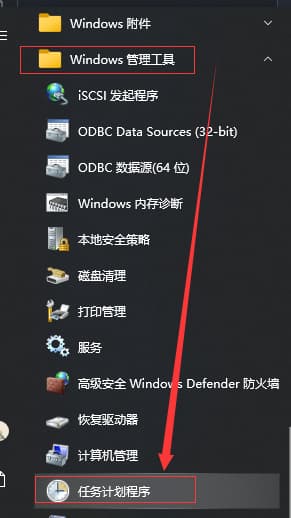 Windows 附件
Windows 管理工具
iSCSI 发起程序
ODBC Data Sources (32-bit)
ODBC 数据源(64 位)
Windows 内存诊断
本地安全策略
磁盘清理
打印管理
服务
高级安全 Windows Defender 防火墙
恢复驱动器
计算机管理
任务计划程序